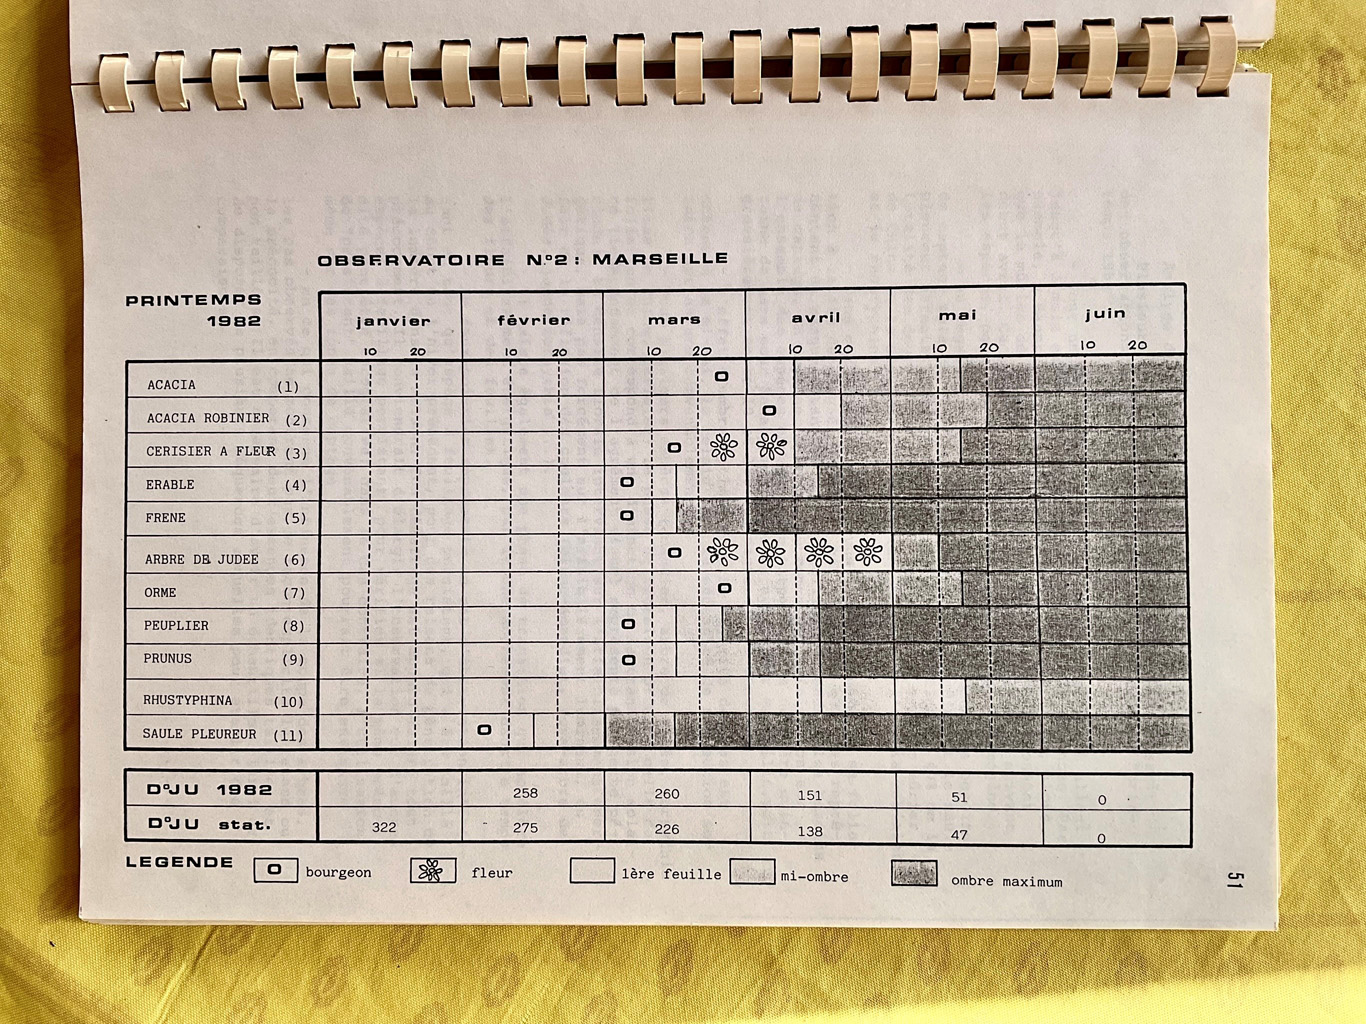 OBSERVATOIRE N°2: MARSEILLE
PRINTEMPS 1982
janvier février mars avril mai juin
10 20 10 20 10 20 10 20 10 20 10 20
ACACIA (1)
ACACIA ROBINIER (2)
CERISIER A FLEUR (3)
ERABLE (4)
FRENE (5)
ARBRE DE JUDEE (6)
ORME (7)
PEUPLIER (8)
PRUNUS (9)
RHUSTYPHINA (10)
SAULE PLEUREUR (11)
D°JU 1982 258 260 151 51 0
D°JU stat. 322 275 226 138 47 0
LEGENDE bourgeon fleur 1ère feuille mi-ombre ombre maximum
51